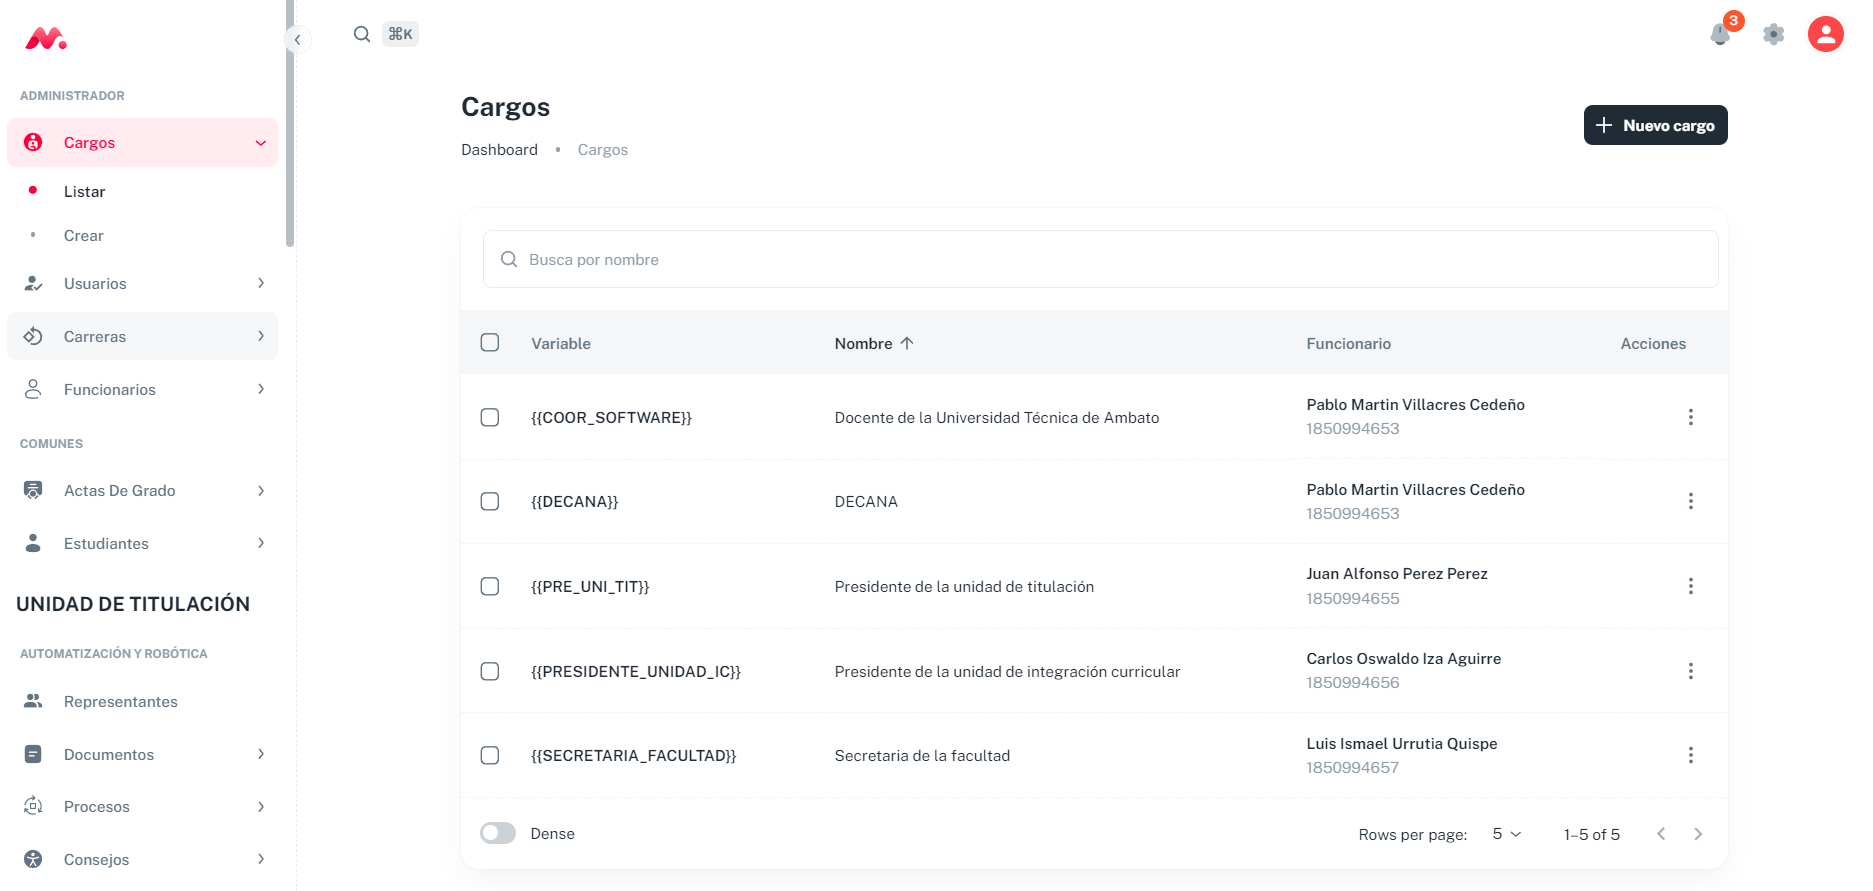 ADMINISTRADOR
Cargos
Listar
Crear
Usuarios
Carreras
Funcionarios
COMUNES
Actas De Grado
Estudiantes
UNIDAD DE TITULACIÓN
AUTOMATIZACIÓN Y ROBÓTICA
Representantes
Documentos
Procesos
Consejos
⌘K
3
Cargos
Dashboard • Cargos
Nuevo cargo
Busca por nombre
Variable Nombre Funcionario Acciones
{{COOR_SOFTWARE}} Docente de la Universidad Técnica de Ambato Pablo Martin Villacres Cedeño
1850994653
{{DECANA}} DECANA Pablo Martin Villacres Cedeño
1850994653
{{PRE_UNI_TIT}} Presidente de la unidad de titulación Juan Alfonso Perez Perez
1850994655
{{PRESIDENTE_UNIDAD_IC}} Presidente de la unidad de integración curricular Carlos Oswaldo Iza Aguirre
1850994656
{{SECRETARIA_FACULTAD}} Secretaria de la facultad Luis Ismael Urrutia Quispe
1850994657
Dense Rows per page: 5 1–5 of 5